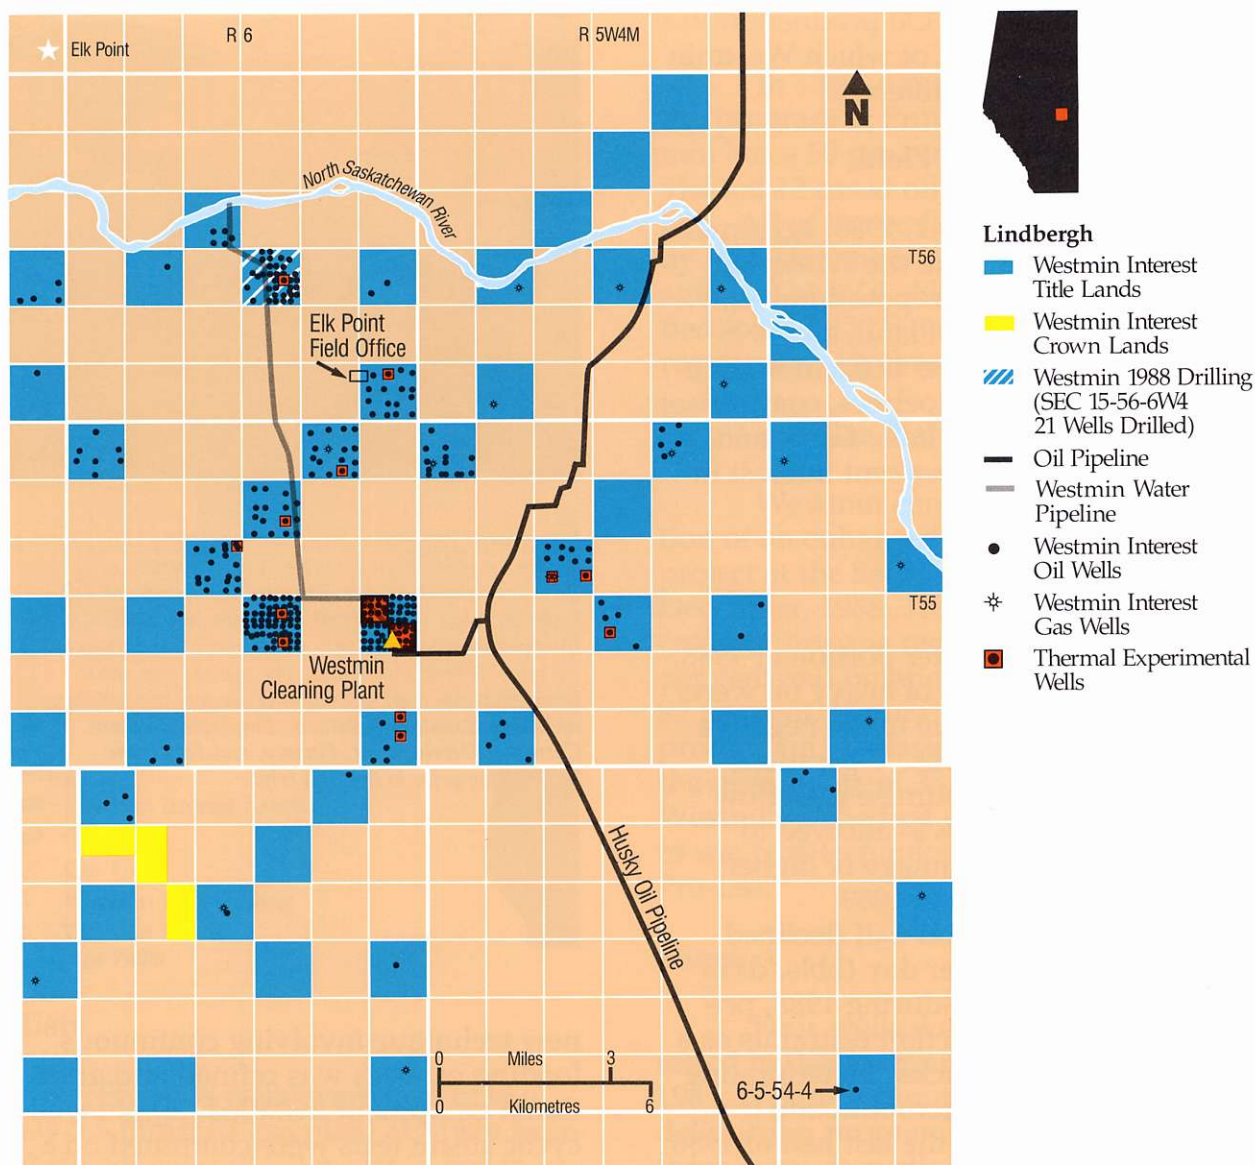 Elk Point
R 6
R 5W4M
N
North Saskatchewan
River
T56
Elk Point
Field Office
T55
Westmin
Cleaning Plant
Husky Oil Pipeline
0 Miles 3
0 Kilometres 6
6-5-54-4
Lindbergh
Westmin Interest
Title Lands
Westmin Interest
Crown Lands
Westmin 1988 Drilling
(SEC 15-56-6W4
21 Wells Drilled)
Oil Pipeline
Westmin Water
Pipeline
Westmin Interest
Oil Wells
Westmin Interest
Gas Wells
Thermal Experimental
Wells